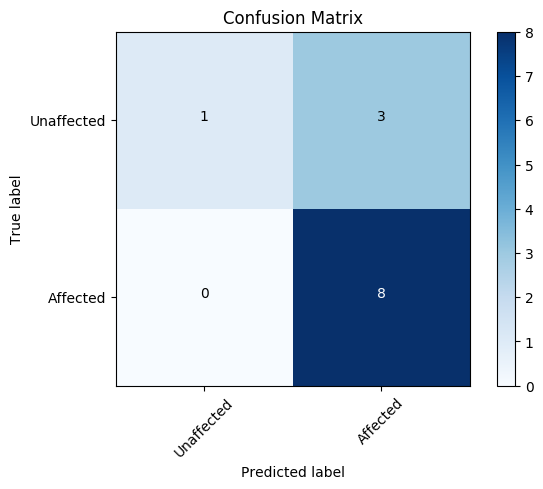 Confusion Matrix
True label
Unaffected
Affected
1
3
0
8
Unaffected
Affected
Predicted label
8
7
6
5
4
3
2
1
0